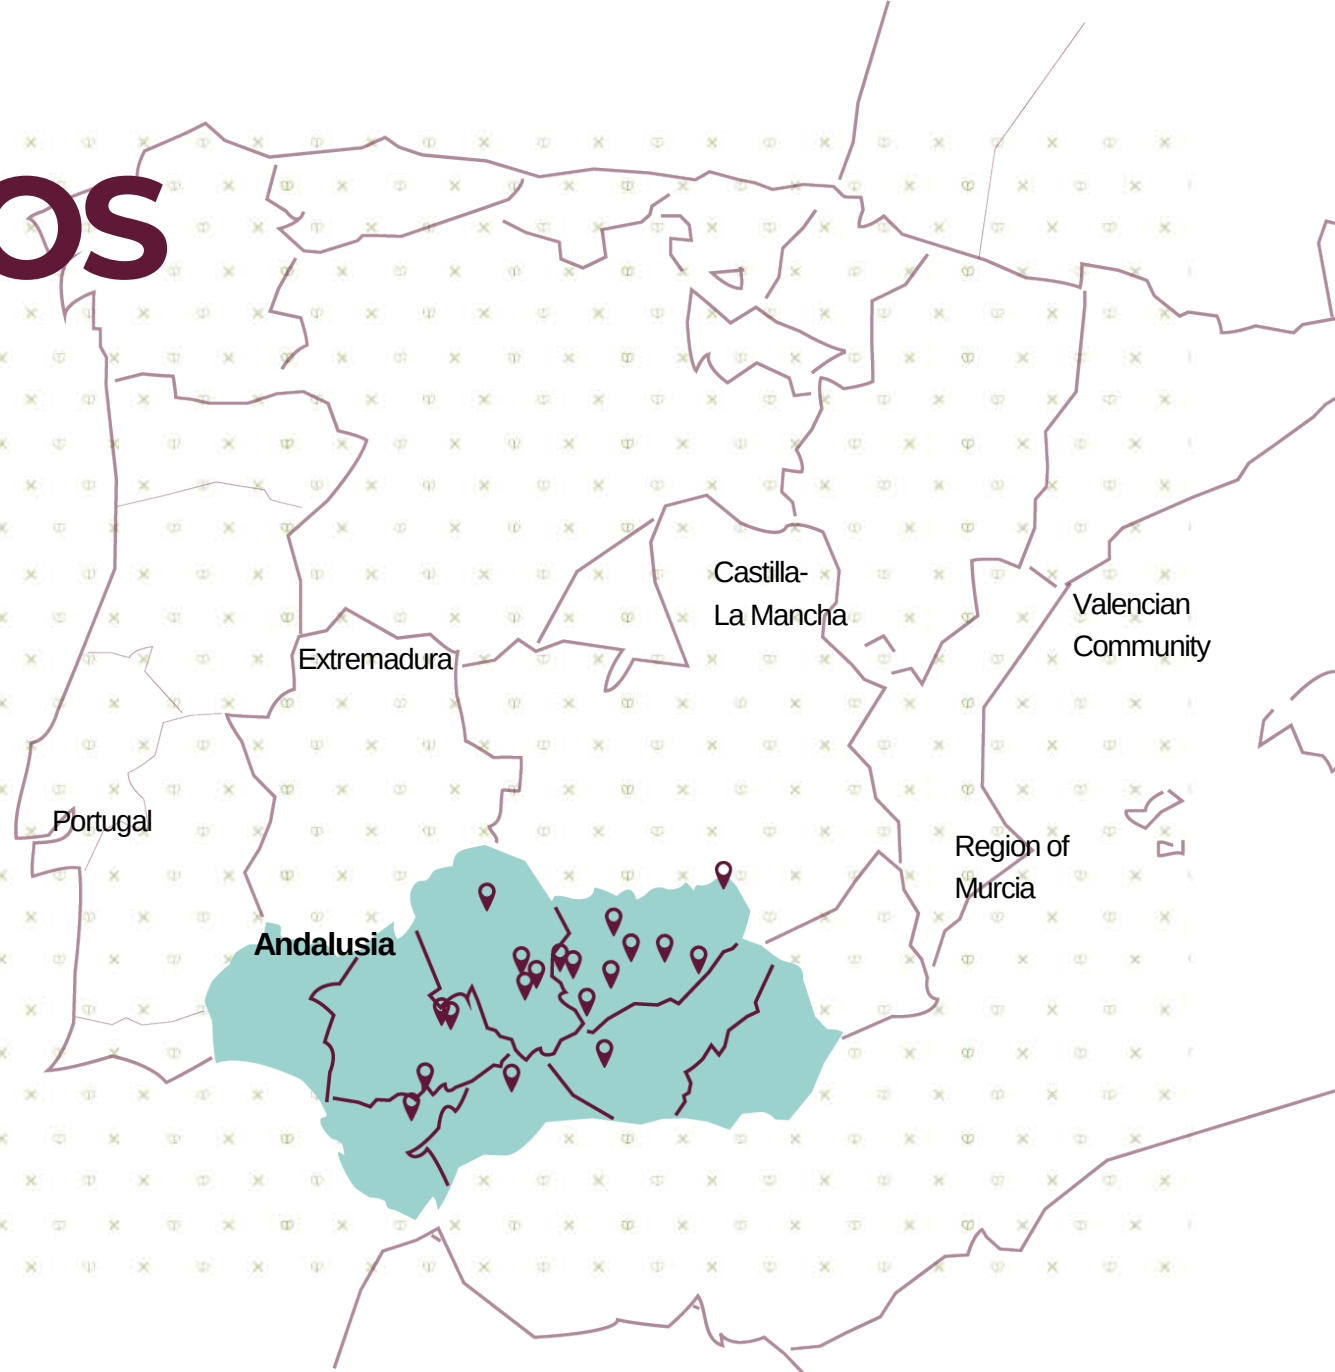 OS
Castilla-
La Mancha
Valencian
Community
Extremadura
Portugal
Region of
Murcia
Andalusia